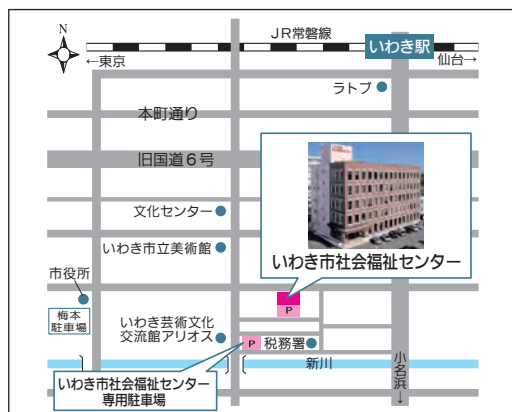 N
JR常磐線
いわき駅
←東京
仙台→
ラトブ
本町通り
旧国道6号
文化センター
いわき市立美術館
いわき市社会福祉センター
市役所
梅本
駐車場
P
いわき芸術文化
交流館アリオス
P
税務署
新川
いわき市社会福祉センター
専用駐車場
小名浜→